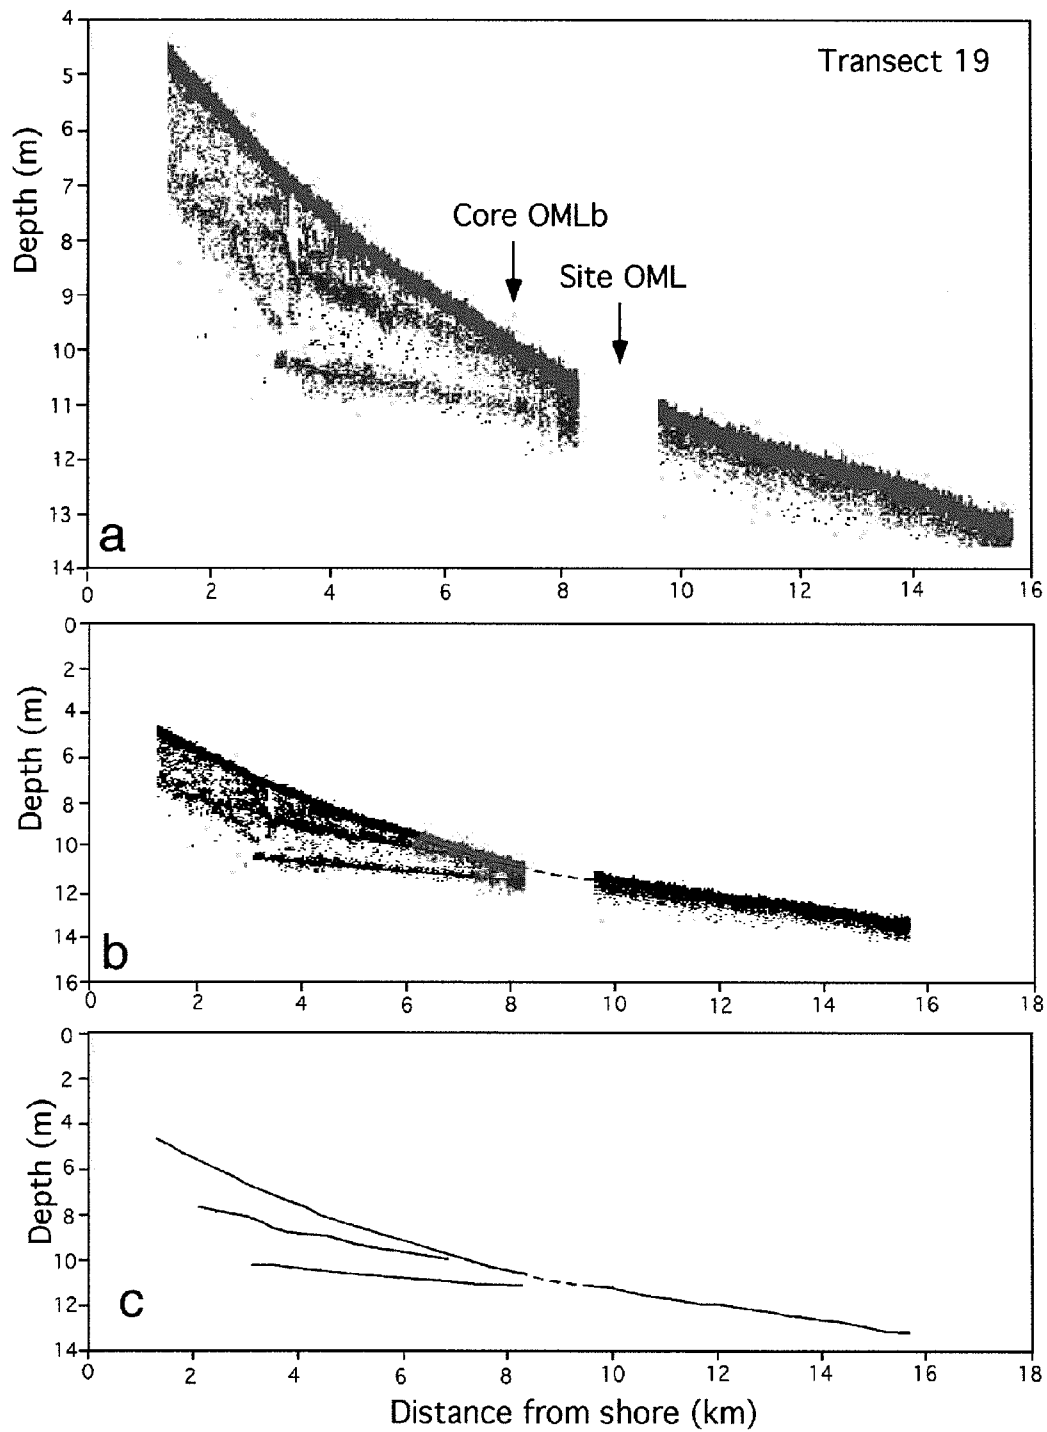 Transect 19
Depth (m)
4
5
6
7
8
9
10
11
12
13
14
Core OMLb
Site OML
a
0 2 4 6 8 10 12 14 16
Depth (m)
0
2
4
6
8
10
12
14
16
b
0 2 4 6 8 10 12 14 16 18
Depth (m)
0
2
4
6
8
10
12
14
c
0 2 4 6 8 10 12 14 16 18
Distance from shore (km)